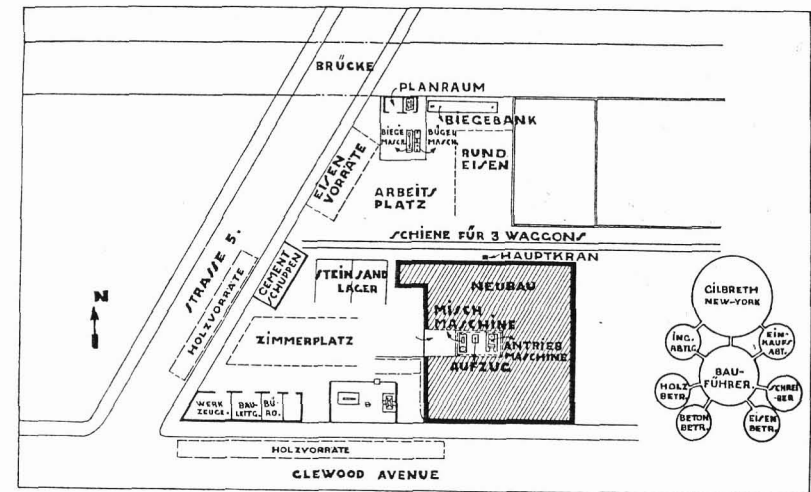 BRÜCKE
PLANRAUM
BIEGEBANK
BIEGE
MASCH.
BÜGEL
MASCH.
RUND
EISEN
EISEN
VORRÄTE
ARBEITS
PLATZ
SCHIENE FÜR 3 WAGGONS
HAUPTKRAN
STRASSE 5.
HOLZVORRÄTE
CEMENT
SCHUPPEN
STEIN SAND
LAGER
NEUBAU
N
ZIMMERPLATZ
MISCH
MASCHINE
ANTRIEB
MASCHINE
AUFZUG
WERK
ZEUGE.
BAU-
LEITG.
BÜ-
RO.
HOLZVORRÄTE
GLEWOOD AVENUE
GILBRETH
NEW-YORK
ING.
ABTLG.
EIN-
KAUFS
ABT.
BAU-
FÜHRER.
HOLZ
BETR.
SCHREI-
BER
BETON
BETR.
EISEN
BETR.